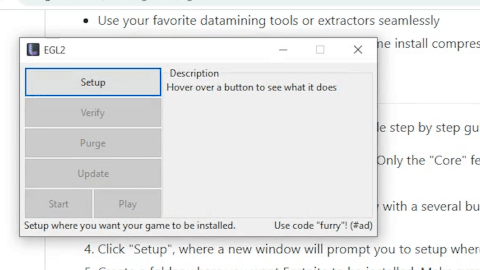 Use your favorite datamining tools or extractors seamlessly
EGL2
me install compres
Setup
Description
Hover over a button to see what it does
Verify
le step by step gu
Purge
Only the "Core" fe
Update
Start
Play
with a several bu
Setup where you want your game to be installed.
Use code "furry"! (#ad)
4. Click "Setup", where a new window will prompt you to setup wher